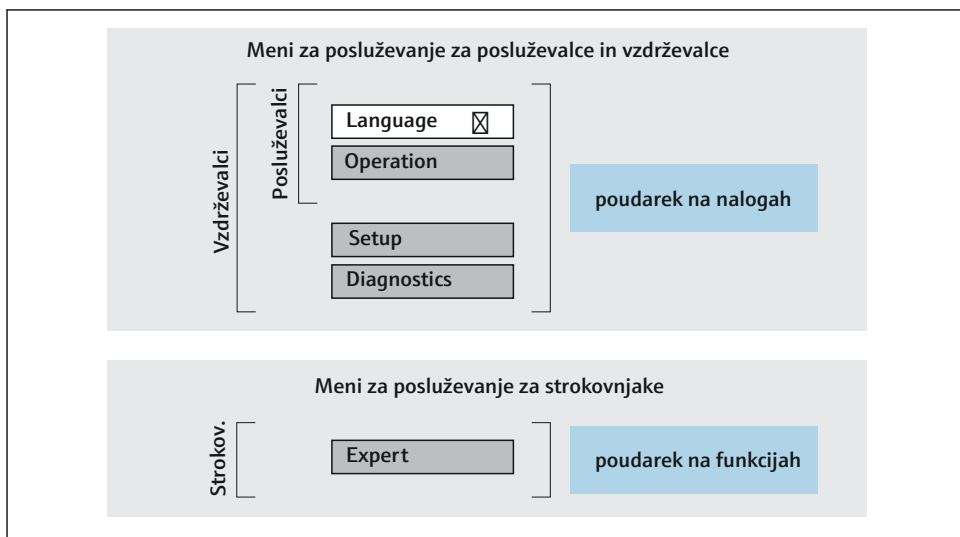 Meni za posluževanje za posluževalce in vzdrževalce
Vzdrževalci
Posluževalci
Language
Operation
Setup
Diagnostics
poudarek na nalogah
Meni za posluževanje za strokovnjake
Strokov.
Expert
poudarek na funkcijah